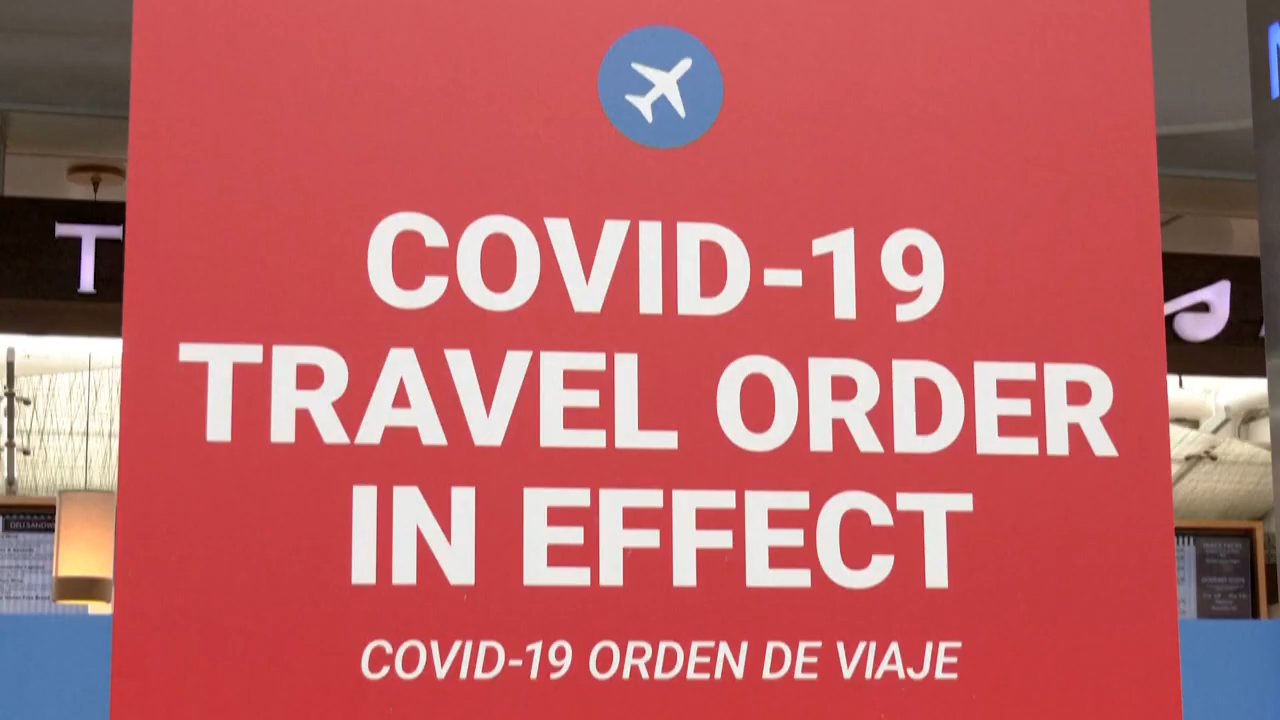 COVID-19
TRAVEL ORDER
IN EFFECT
COVID-19 ORDEN DE VIAJE
T